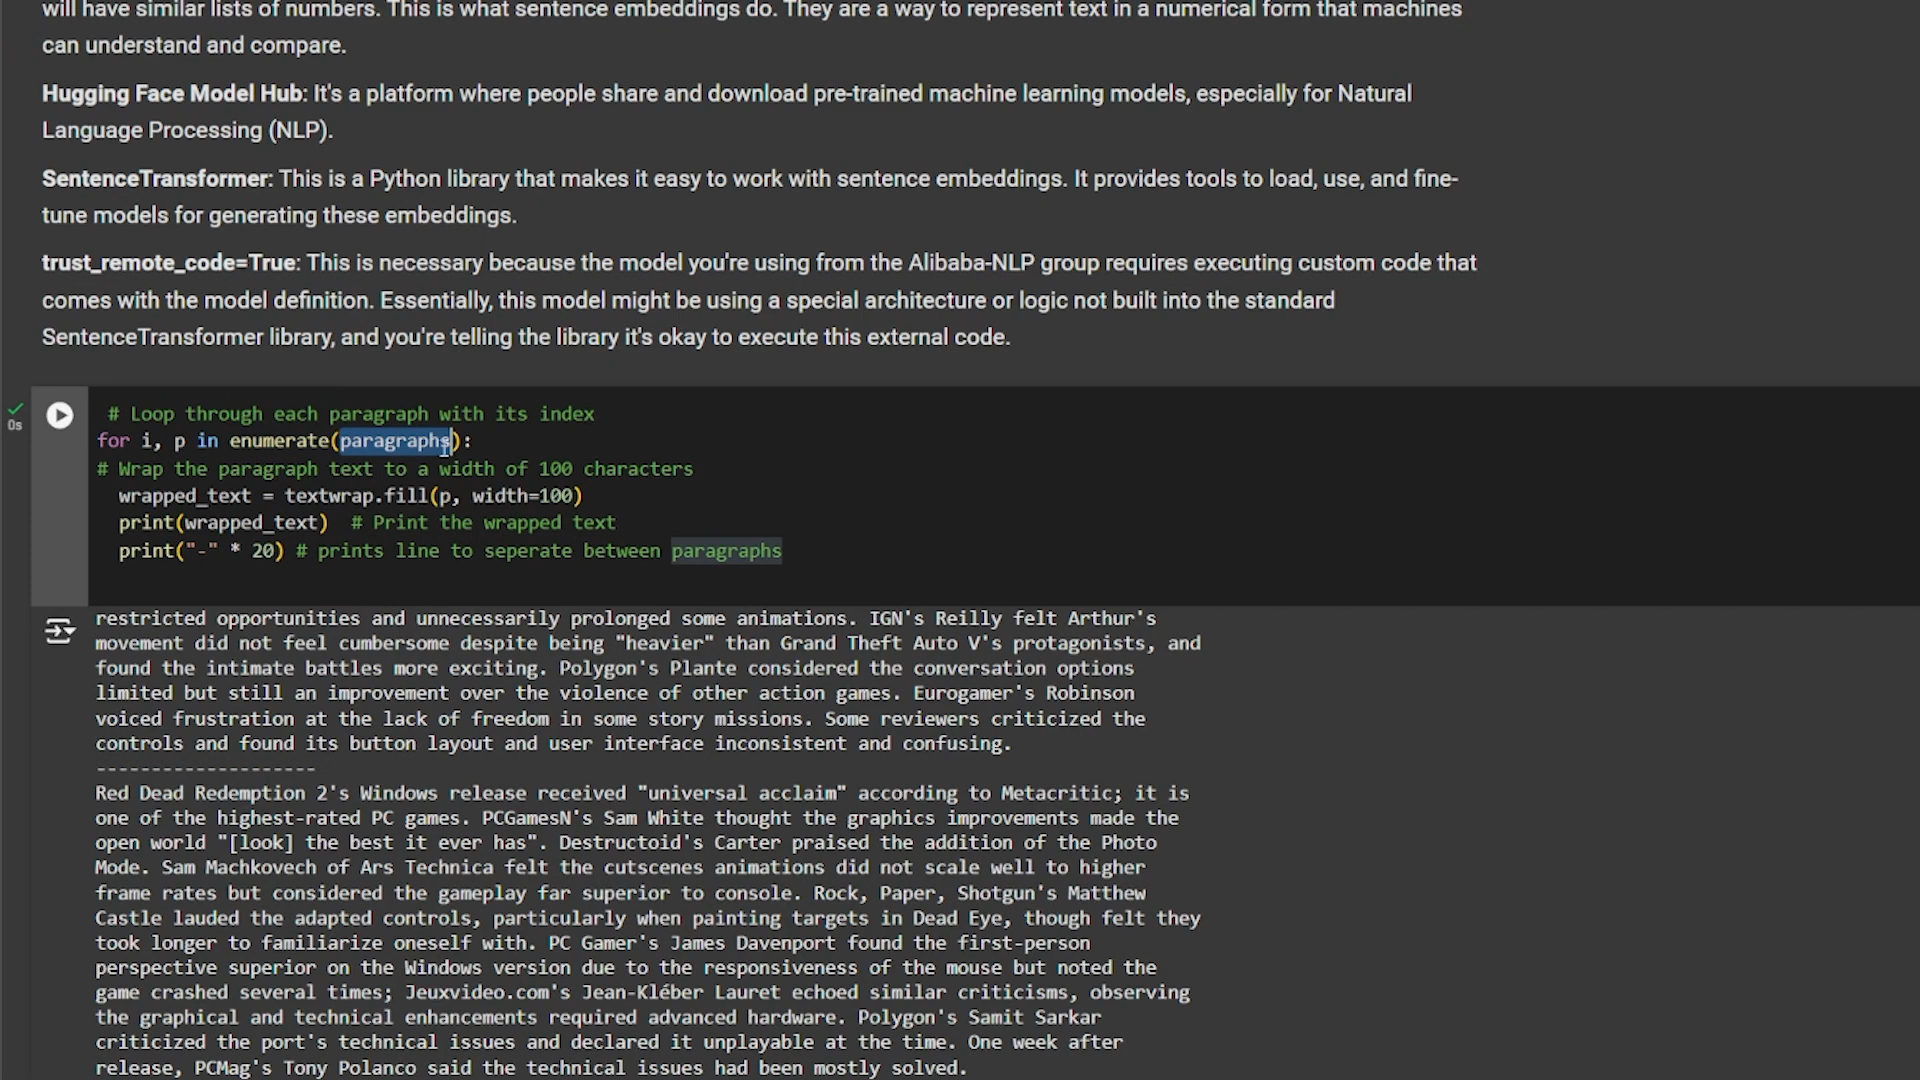 will have similar lists of numbers. This is what sentence embeddings do. They are a way to represent text in a numerical form that machines
can understand and compare.
Hugging Face Model Hub: It's a platform where people share and download pre-trained machine learning models, especially for Natural
Language Processing (NLP).
SentenceTransformer: This is a Python library that makes it easy to work with sentence embeddings. It provides tools to load, use, and fine-
tune models for generating these embeddings.
trust_remote_code=True: This is necessary because the model you're using from the Alibaba-NLP group requires executing custom code that
comes with the model definition. Essentially, this model might be using a special architecture or logic not built into the standard
SentenceTransformer library, and you're telling the library it's okay to execute this external code.
0s
# Loop through each paragraph with its index
for i, p in enumerate(paragraphs):
# Wrap the paragraph text to a width of 100 characters
wrapped_text = textwrap.fill(p, width=100)
print(wrapped_text)  # Print the wrapped text
print("-" * 20) # prints line to seperate between paragraphs
restricted opportunities and unnecessarily prolonged some animations. IGN's Reilly felt Arthur's
movement did not feel cumbersome despite being "heavier" than Grand Theft Auto V's protagonists, and
found the intimate battles more exciting. Polygon's Plante considered the conversation options
limited but still an improvement over the violence of other action games. Eurogamer's Robinson
voiced frustration at the lack of freedom in some story missions. Some reviewers criticized the
controls and found its button layout and user interface inconsistent and confusing.
--------------------
Red Dead Redemption 2's Windows release received "universal acclaim" according to Metacritic; it is
one of the highest-rated PC games. PCGamesN's Sam White thought the graphics improvements made the
open world "[look] the best it ever has". Destructoid's Carter praised the addition of the Photo
Mode. Sam Machkovech of Ars Technica felt the cutscenes animations did not scale well to higher
frame rates but considered the gameplay far superior to console. Rock, Paper, Shotgun's Matthew
Castle lauded the adapted controls, particularly when painting targets in Dead Eye, though felt they
took longer to familiarize oneself with. PC Gamer's James Davenport found the first-person
perspective superior on the Windows version due to the responsiveness of the mouse but noted the
game crashed several times; Jeuxvideo.com's Jean-Kléber Lauret echoed similar criticisms, observing
the graphical and technical enhancements required advanced hardware. Polygon's Samit Sarkar
criticized the port's technical issues and declared it unplayable at the time. One week after
release, PCMag's Tony Polanco said the technical issues had been mostly solved.